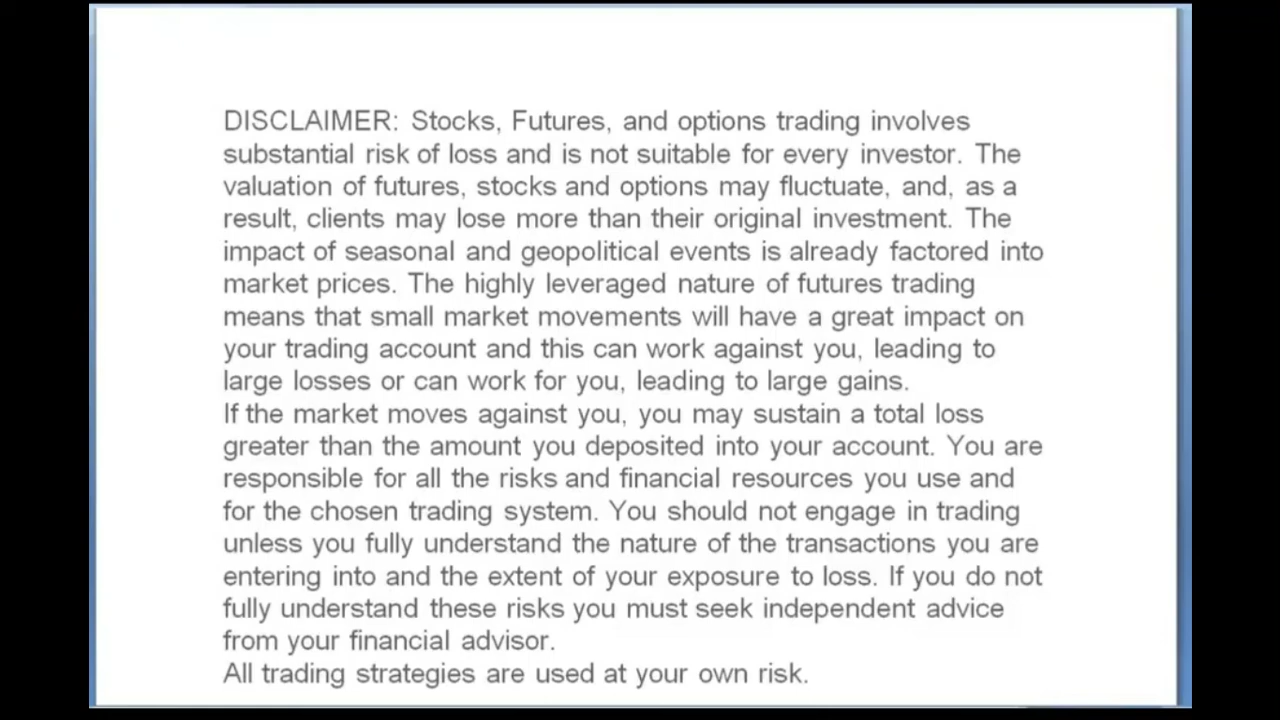 DISCLAIMER: Stocks, Futures, and options trading involves
substantial risk of loss and is not suitable for every investor. The
valuation of futures, stocks and options may fluctuate, and, as a
result, clients may lose more than their original investment. The
impact of seasonal and geopolitical events is already factored into
market prices. The highly leveraged nature of futures trading
means that small market movements will have a great impact on
your trading account and this can work against you, leading to
large losses or can work for you, leading to large gains.
If the market moves against you, you may sustain a total loss
greater than the amount you deposited into your account. You are
responsible for all the risks and financial resources you use and
for the chosen trading system. You should not engage in trading
unless you fully understand the nature of the transactions you are
entering into and the extent of your exposure to loss. If you do not
fully understand these risks you must seek independent advice
from your financial advisor.
All trading strategies are used at your own risk.